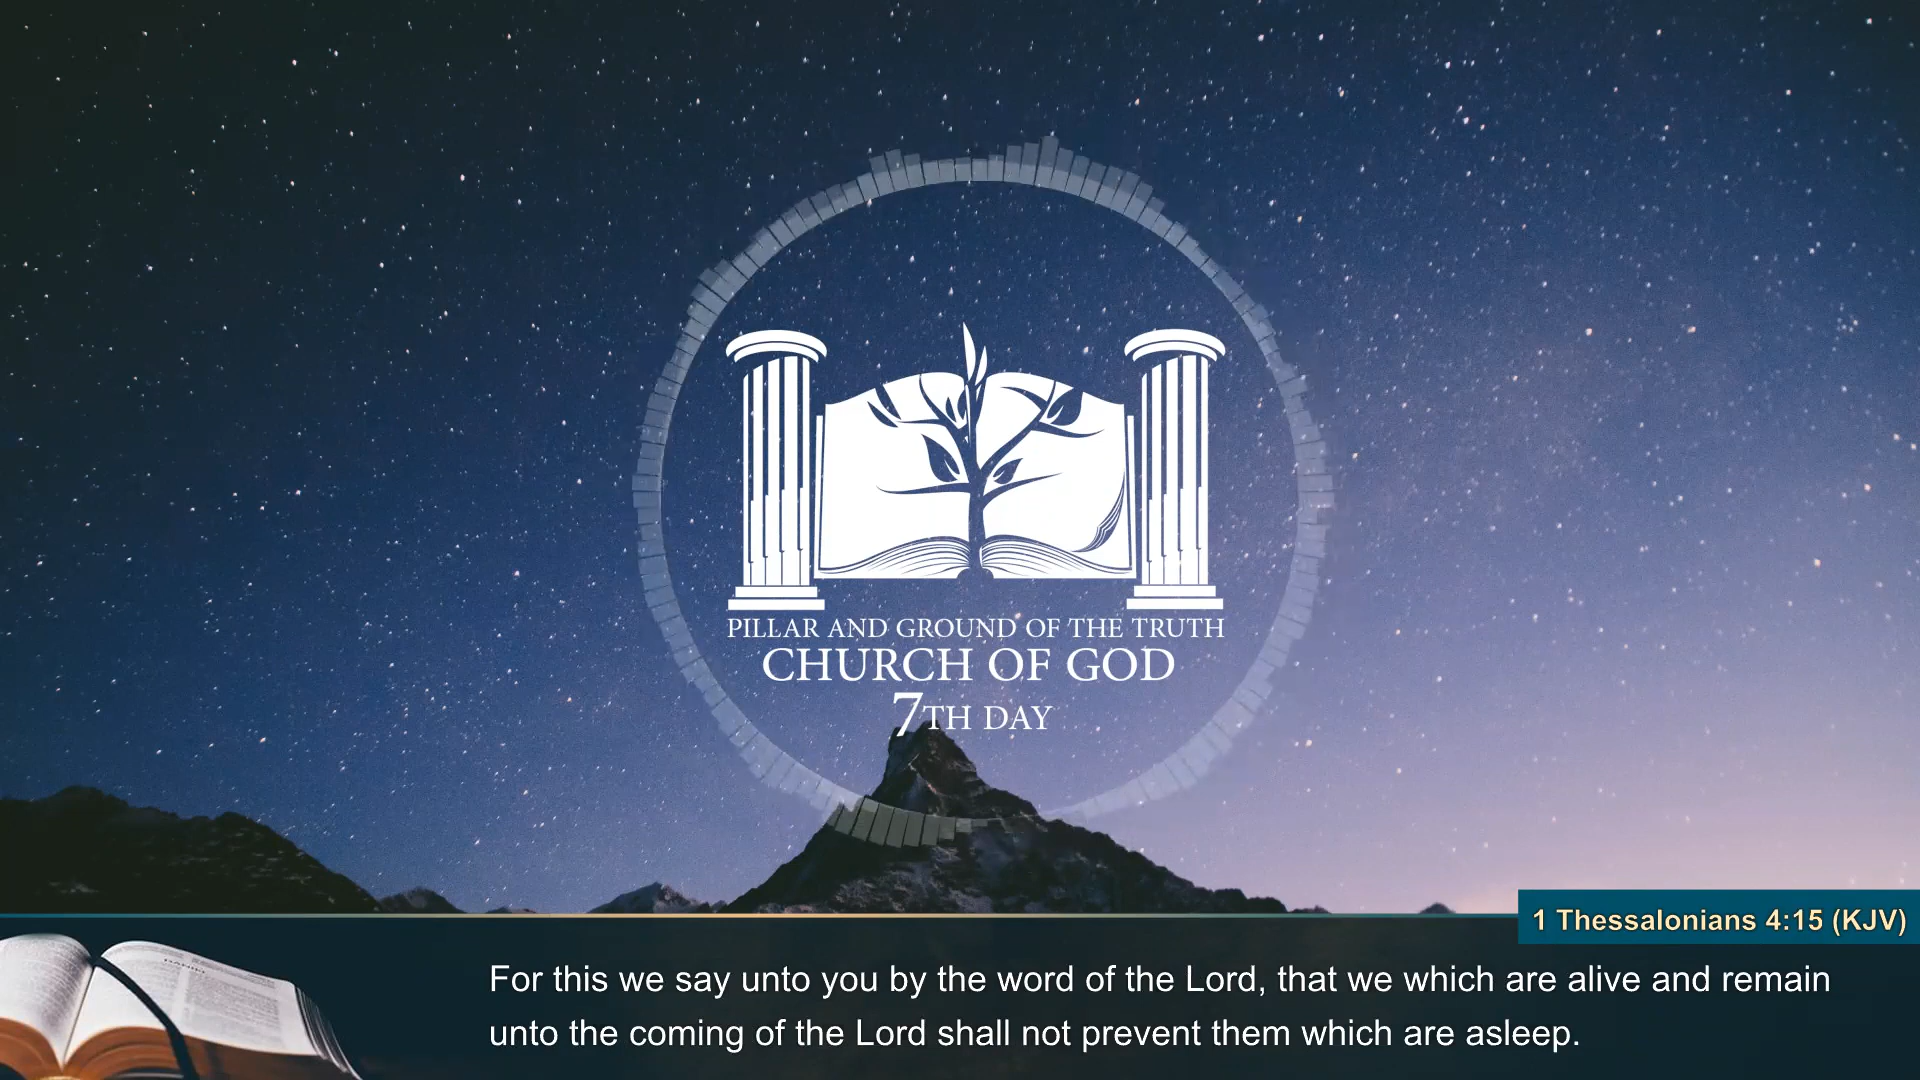 PILLAR AND GROUND OF THE TRUTH
CHURCH OF GOD
7TH DAY
1 Thessalonians 4:15 (KJV)
For this we say unto you by the word of the Lord, that we which are alive and remain
unto the coming of the Lord shall not prevent them which are asleep.